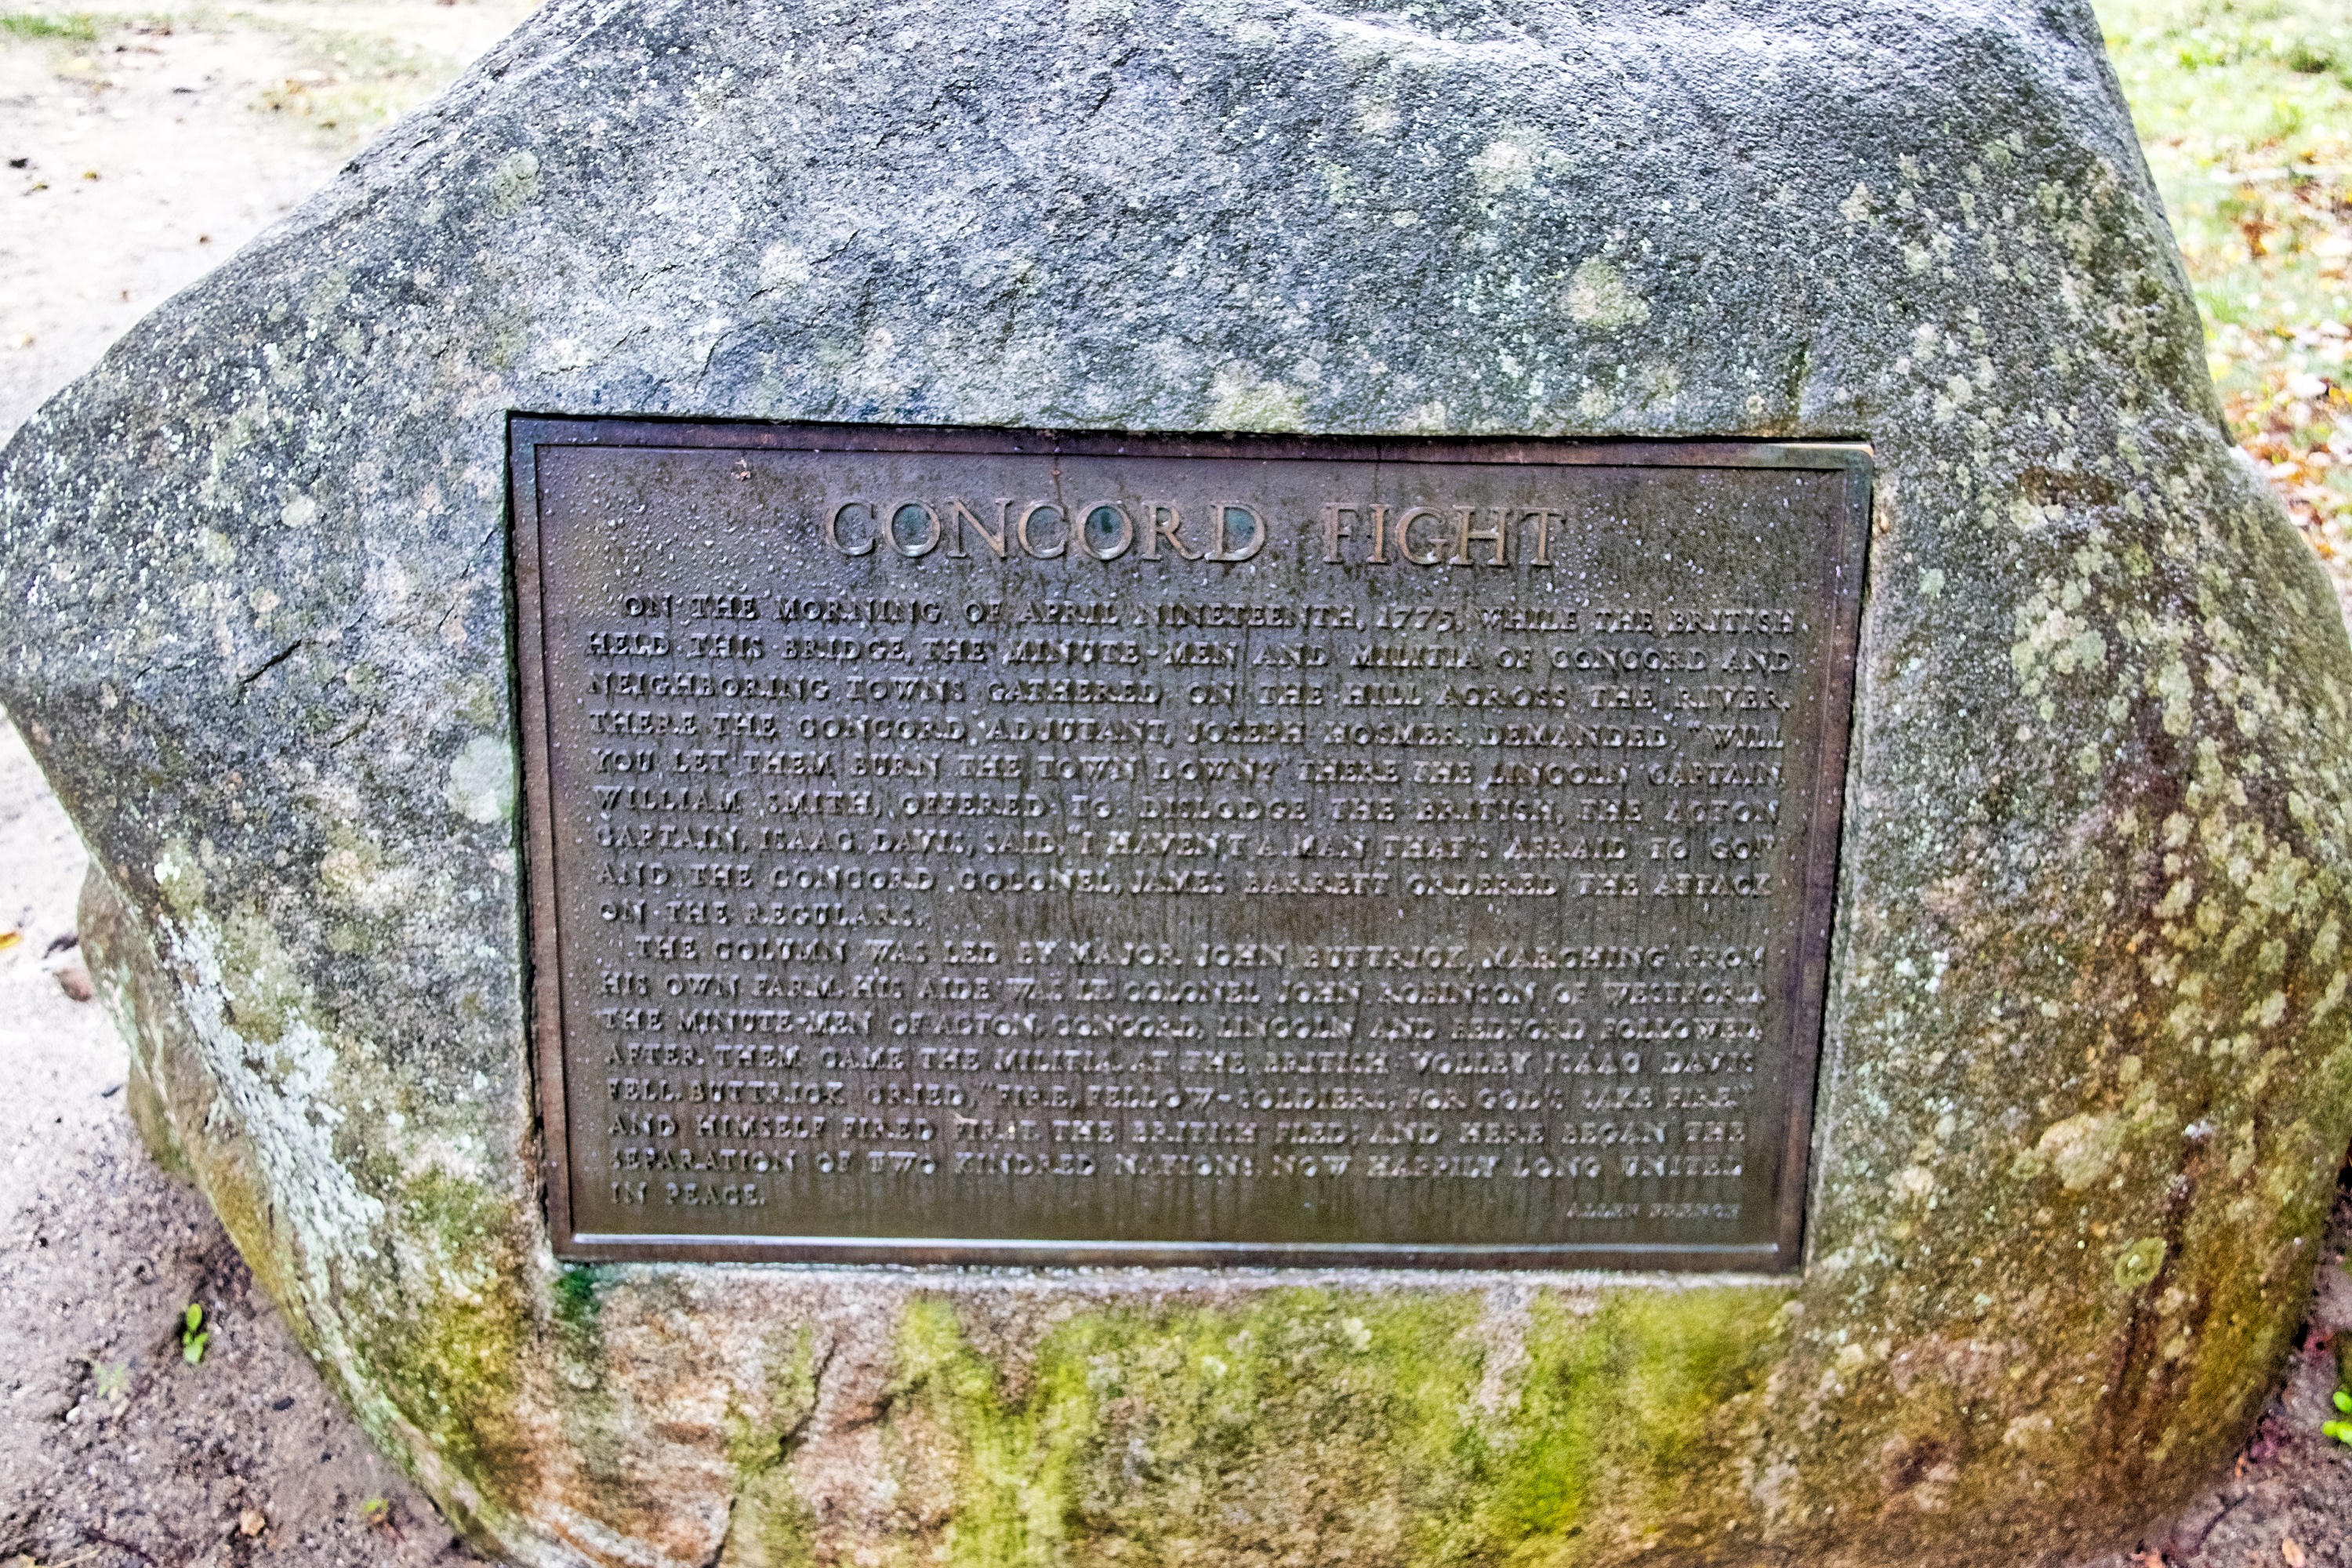 CONCORD FIGHT
ON THE MORNING OF APRIL NINETEENTH, 1775, WHILE THE BRITISH
HELD THIS BRIDGE, THE MINUTE-MEN AND MILITIA OF CONCORD AND
NEIGHBORING TOWNS GATHERED ON THE HILL ACROSS THE RIVER.
THERE THE CONCORD ADJUTANT, JOSEPH HOSMER, DEMANDED, "WILL
YOU LET THEM BURN THE TOWN DOWN?" THERE THE LINCOLN CAPTAIN
WILLIAM SMITH, OFFERED TO DISLODGE THE BRITISH, THE ACTON
CAPTAIN, ISAAC DAVIS, SAID, "I HAVEN'T A MAN THAT'S AFRAID TO GO!"
AND THE CONCORD COLONEL, JAMES BARRETT ORDERED THE ATTACK
ON THE REGULARS.
THE COLUMN WAS LED BY MAJOR JOHN BUTTRICK, MARCHING FROM
HIS OWN FARM. HIS AIDE WAS LT. COLONEL JOHN ROBINSON OF WESTFORD.
THE MINUTE-MEN OF ACTON, CONCORD, LINCOLN AND BEDFORD FOLLOWED,
AFTER THEM CAME THE MILITIA. AT THE BRITISH VOLLEY ISAAC DAVIS
FELL. BUTTRICK CRIED, "FIRE, FELLOW-SOLDIERS, FOR GOD'S SAKE FIRE!"
AND HIMSELF FIRED FIRST. THE BRITISH FLED; AND HERE BEGAN THE
SEPARATION OF TWO KINDRED NATIONS NOW HAPPILY LONG UNITED
IN PEACE.
ALLEN FRENCH